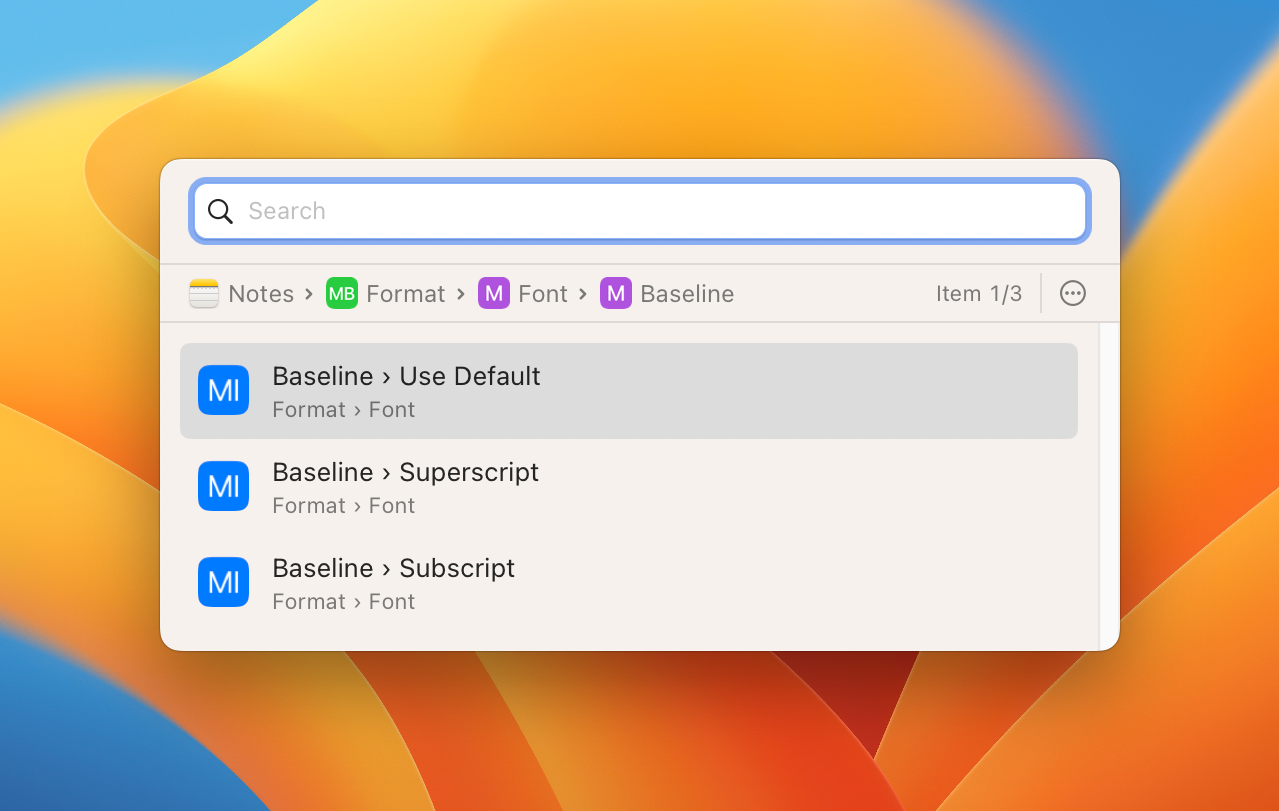 Search
Notes › MB Format › M Font › M Baseline Item 1/3
MI Baseline › Use Default
Format › Font
MI Baseline › Superscript
Format › Font
MI Baseline › Subscript
Format › Font